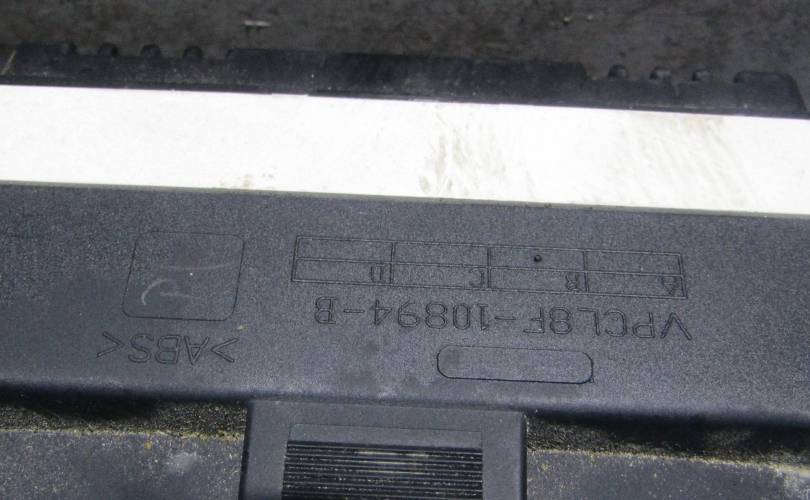 VPCL8F-10894-B
>ABS<
A B C D